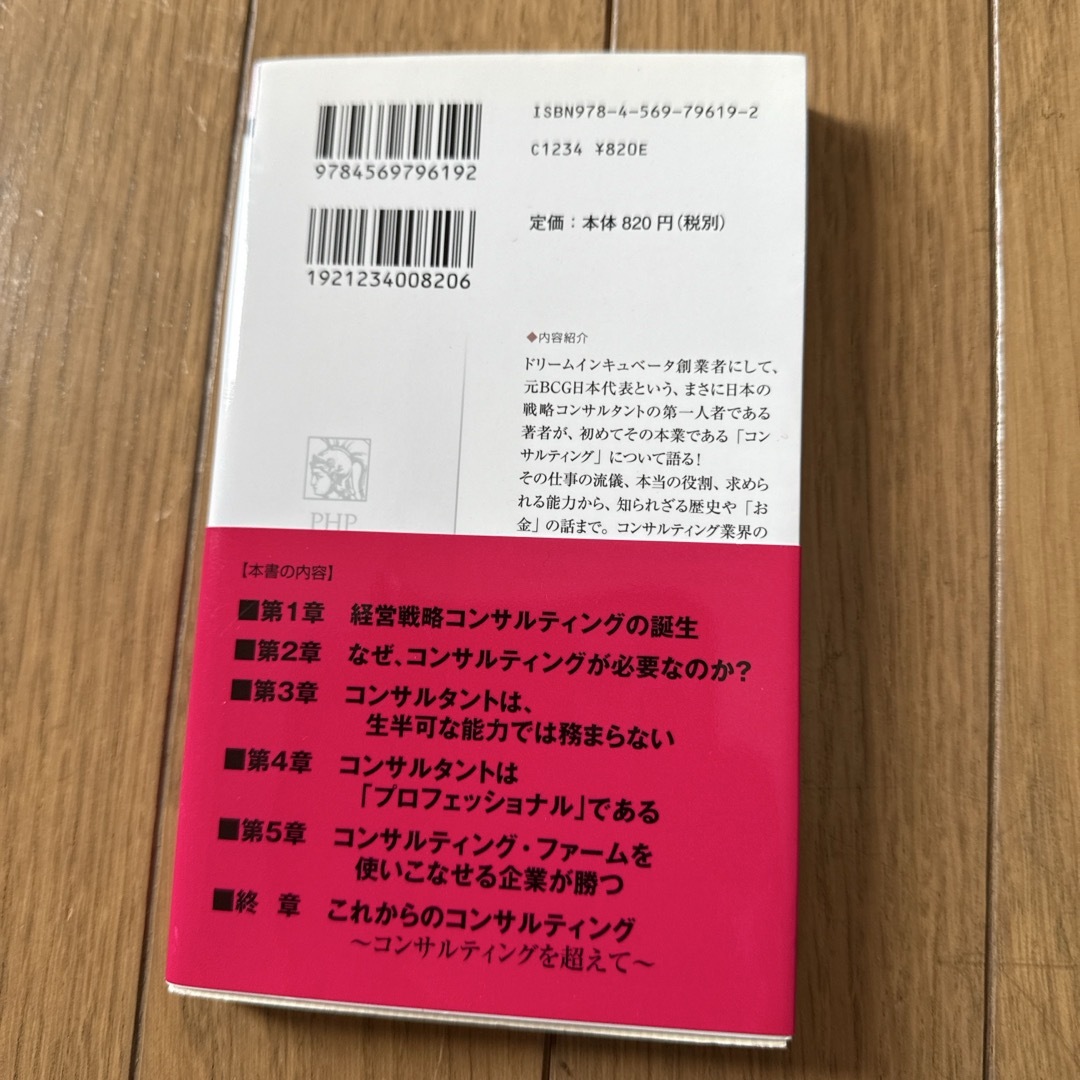 ISBN978-4-569-79619-2
C1234 ¥820E
9784569796192
定価：本体 820 円（税別）
1921234008206
◆内容紹介
ドリームインキュベータ創業者にして、
元BCG日本代表という、まさに日本の
戦略コンサルタントの第一人者である
著者が、初めてその本業である「コン
サルティング」について語る！
その仕事の流儀、本当の役割、求めら
れる能力から、知られざる歴史や「お
金」の話まで。コンサルティング業界の
PHP
【本書の内容】
■第1章 経営戦略コンサルティングの誕生
■第2章 なぜ、コンサルティングが必要なのか？
■第3章 コンサルタントは、
生半可な能力では務まらない
■第4章 コンサルタントは
「プロフェッショナル」である
■第5章 コンサルティング・ファームを
使いこなせる企業が勝つ
■終 章 これからのコンサルティング
〜コンサルティングを超えて〜